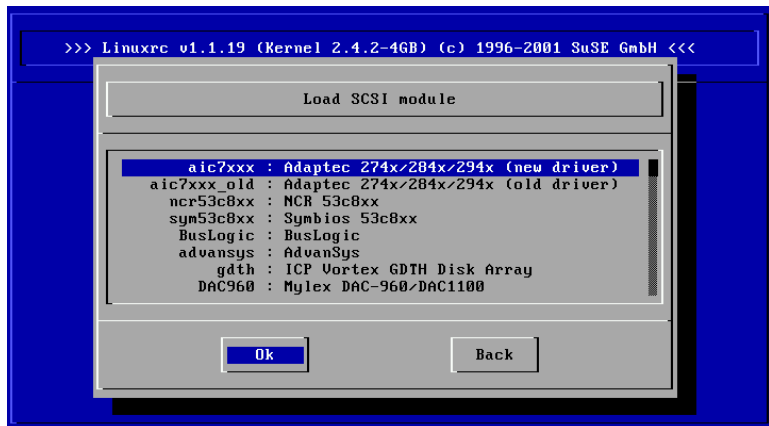 >>> Linuxrc v1.1.19 (Kernel 2.4.2-4GB) (c) 1996-2001 SuSE GmbH <<<
Load SCSI module
aic7xxx : Adaptec 274x/284x/294x (new driver)
aic7xxx_old : Adaptec 274x/284x/294x (old driver)
ncr53c8xx : NCR 53c8xx
sym53c8xx : Symbios 53c8xx
BusLogic : BusLogic
advansys : AdvanSys
gdth : ICP Vortex GDTH Disk Array
DAC960 : Mylex DAC-960/DAC1100
Ok Back